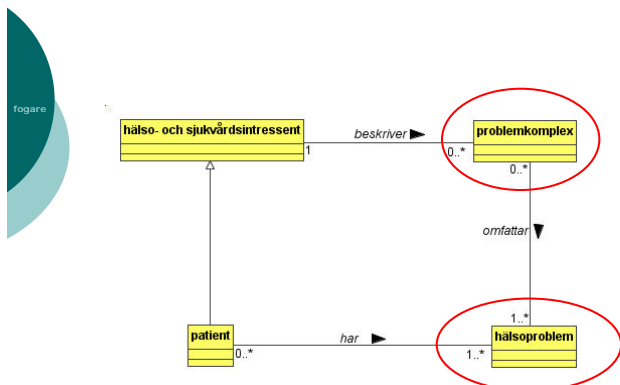 fogare
hälso- och sjukvårdsintressent
beskriver
problemkomplex
1
0..*
0..*
omfattar
1..*
patient
har
hälsoproblem
0..*
1..*